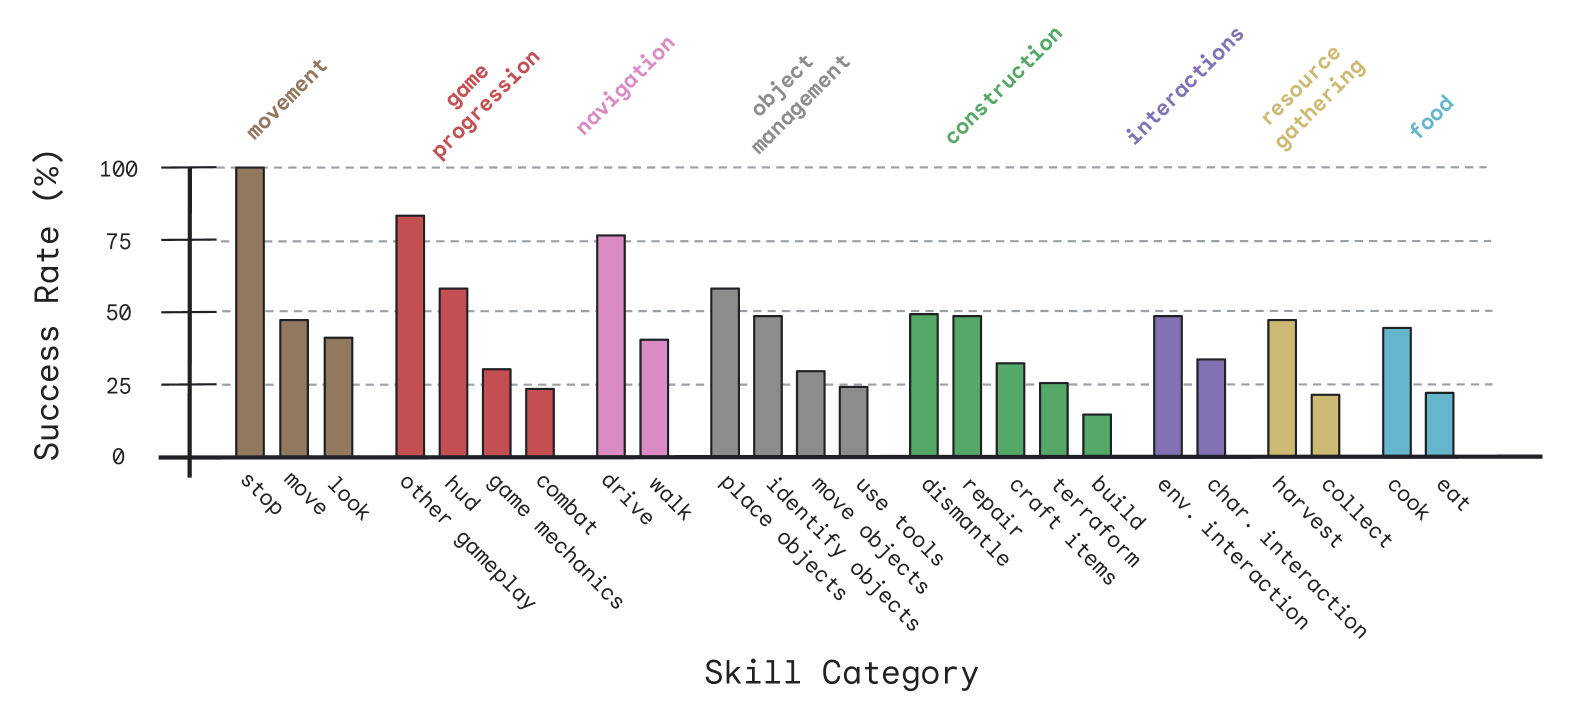 movement
game
progression
navigation
object
management
construction
interactions
resource
gathering
food
Success Rate (%)
100
75
50
25
0
stop
move
look
other gameplay
hud
game mechanics
combat
drive
walk
place objects
identify objects
move objects
use tools
dismantle
repair
craft items
terraform
build
env. interaction
char. interaction
harvest
collect
cook
eat
Skill Category